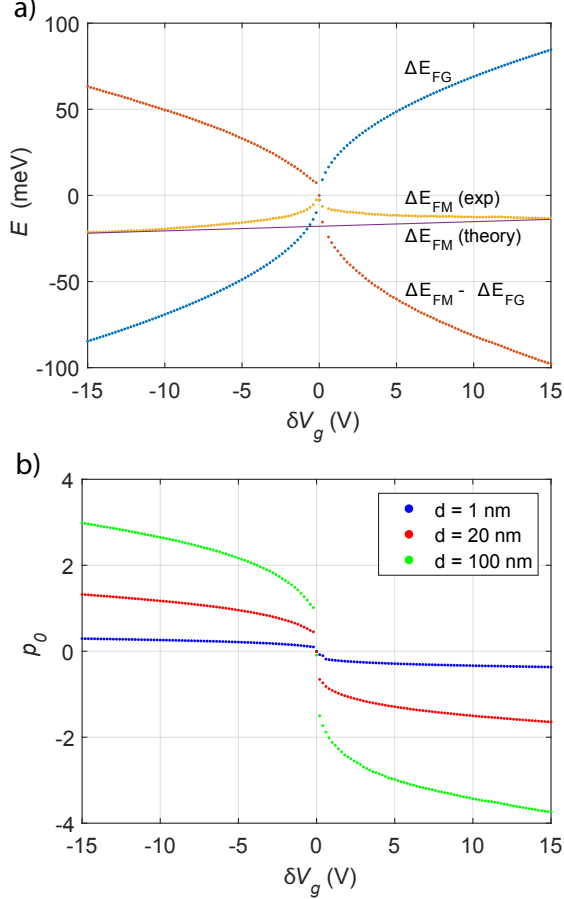 a)
100
50
0
-50
-100
E (meV)
ΔE_FG
ΔE_FM (exp)
ΔE_FM (theory)
ΔE_FM - ΔE_FG
-15 -10 -5 0 5 10 15
δV_g (V)
b)
4
2
0
-2
-4
p_0
d = 1 nm
d = 20 nm
d = 100 nm
-15 -10 -5 0 5 10 15
δV_g (V)